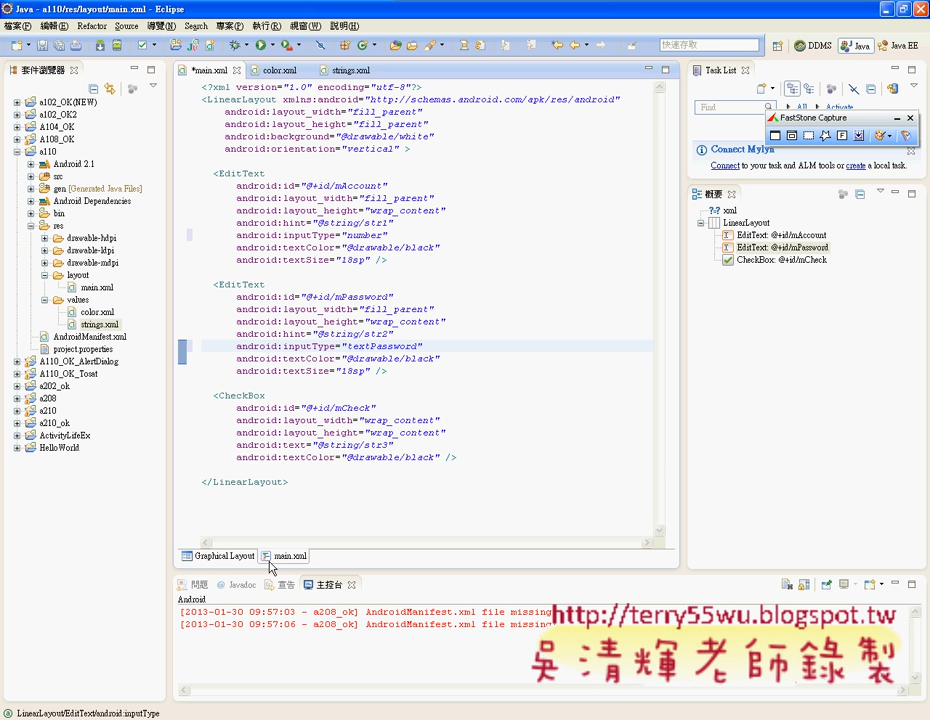 Java - a110/res/layout/main.xml - Eclipse
檔案(F) 編輯(E) Refactor Source 導覽(N) Search 專案(P) 執行(R) 視窗(W) 說明(H)
快速存取
DDMS Java Java EE
套件瀏覽器
a102_OK(NEW)
a102_OK2
A104_OK
A108_OK
a110
Android 2.1
src
gen [Generated Java Files]
Android Dependencies
bin
res
drawable-hdpi
drawable-ldpi
drawable-mdpi
layout
main.xml
values
color.xml
strings.xml
AndroidManifest.xml
project.properties
A110_OK_AlertDialog
A110_OK_Tosat
a202_ok
a208
a210
a210_ok
ActivityLifeEx
HelloWorld
*main.xml color.xml strings.xml
<?xml version="1.0" encoding="utf-8"?>
<LinearLayout xmlns:android="http://schemas.android.com/apk/res/android"
android:layout_width="fill_parent"
android:layout_height="fill_parent"
android:background="@drawable/white"
android:orientation="vertical" >
<EditText
android:id="@+id/mAccount"
android:layout_width="fill_parent"
android:layout_height="wrap_content"
android:hint="@string/str1"
android:inputType="number"
android:textColor="@drawable/black"
android:textSize="18sp" />
<EditText
android:id="@+id/mPassword"
android:layout_width="fill_parent"
android:layout_height="wrap_content"
android:hint="@string/str2"
android:inputType="textPassword"
android:textColor="@drawable/black"
android:textSize="18sp" />
<CheckBox
android:id="@+id/mCheck"
android:layout_width="wrap_content"
android:layout_height="wrap_content"
android:text="@string/str3"
android:textColor="@drawable/black" />
</LinearLayout>
Graphical Layout main.xml
Task List
Find All Activate
FastStone Capture
Connect Mylyn
Connect to your task and ALM tools or create a local task.
概要
xml
LinearLayout
EditText: @+id/mAccount
EditText: @+id/mPassword
CheckBox: @+id/mCheck
問題 Javadoc 宣告 主控台
Android
[2013-01-30 09:57:03 - a208_ok] AndroidManifest.xml file missing
[2013-01-30 09:57:06 - a208_ok] AndroidManifest.xml file missing
http://terry55wu.blogspot.tw
吳清輝老師錄製
LinearLayout/EditText/android:inputType